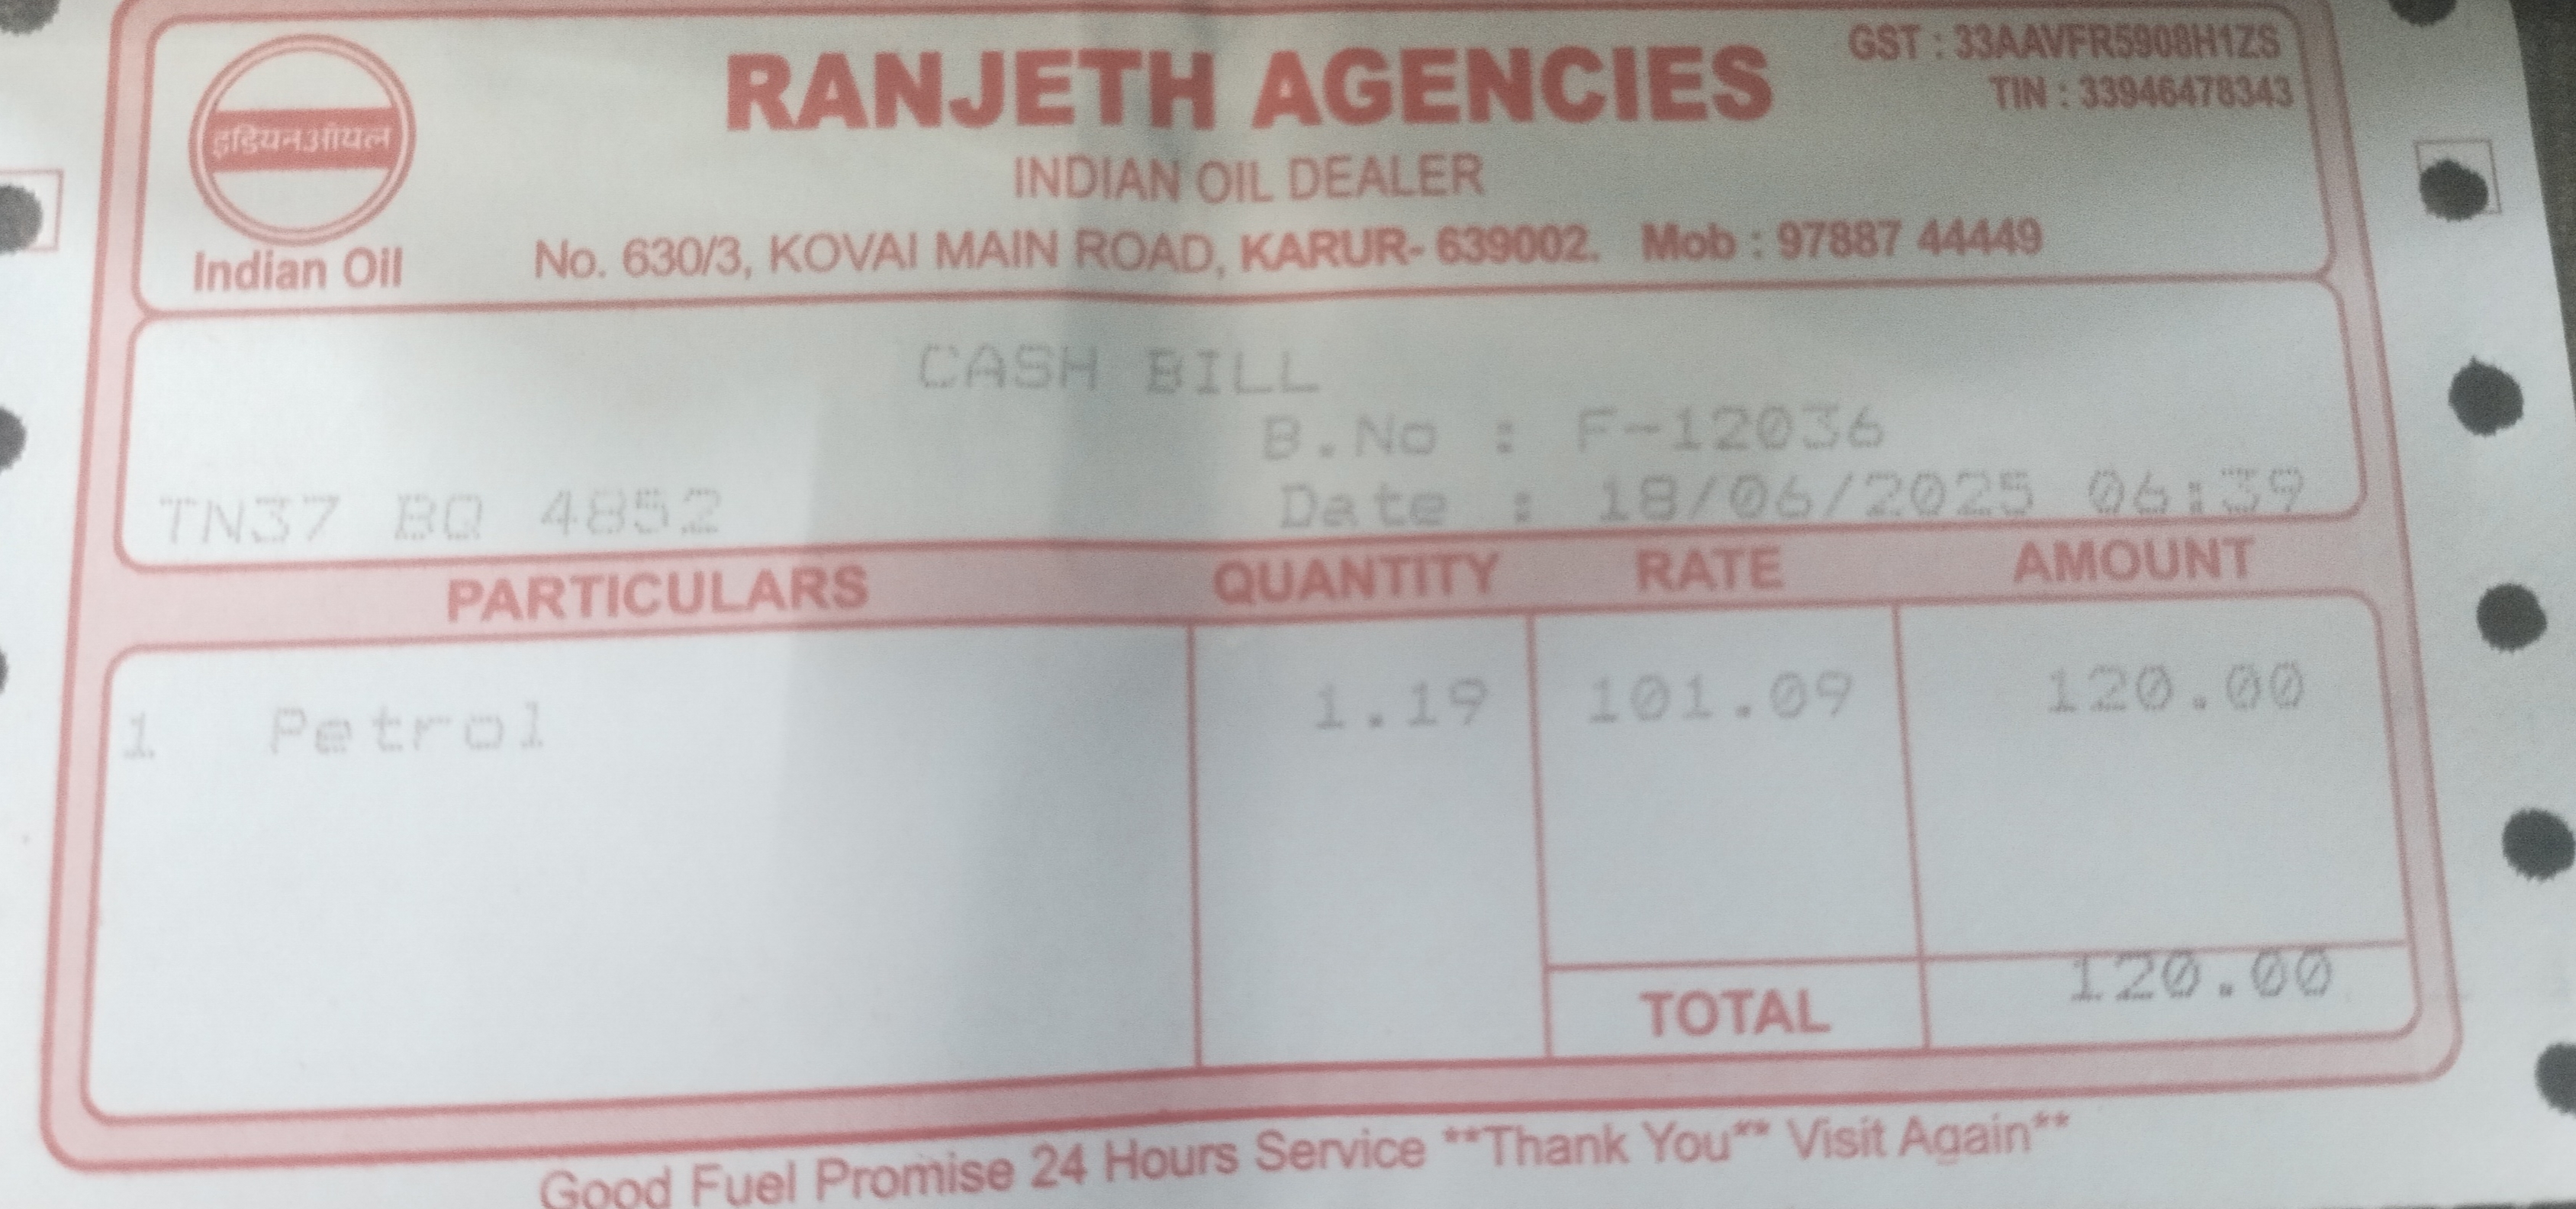 GST : 33AAVFR5908H1ZS
RANJETH AGENCIES
TIN : 33946478343
इंडियनऑयल
INDIAN OIL DEALER
Indian Oil
No. 630/3, KOVAI MAIN ROAD, KARUR- 639002. Mob : 97887 44449
CASH BILL
B.No : F-12036
TN37 BQ 4852 Date : 18/06/2025 06:39
PARTICULARS QUANTITY RATE AMOUNT
1 Petrol 1.19 101.09 120.00
TOTAL 120.00
Good Fuel Promise 24 Hours Service **Thank You** Visit Again**